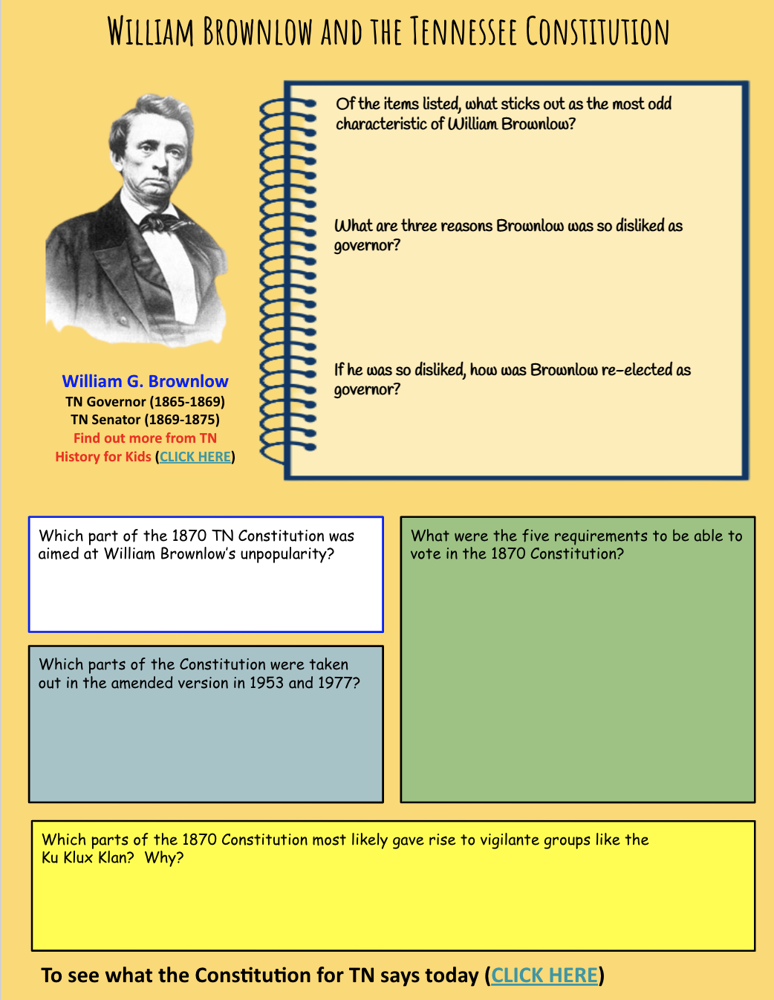 William Brownlow and the Tennessee Constitution
Of the items listed, what sticks out as the most odd
characteristic of William Brownlow?
What are three reasons Brownlow was so disliked as
governor?
If he was so disliked, how was Brownlow re-elected as
governor?
William G. Brownlow
TN Governor (1865-1869)
TN Senator (1869-1875)
Find out more from TN
History for Kids (CLICK HERE)
Which part of the 1870 TN Constitution was
aimed at William Brownlow's unpopularity?
What were the five requirements to be able to
vote in the 1870 Constitution?
Which parts of the Constitution were taken
out in the amended version in 1953 and 1977?
Which parts of the 1870 Constitution most likely gave rise to vigilante groups like the
Ku Klux Klan?  Why?
To see what the Constitution for TN says today (CLICK HERE)